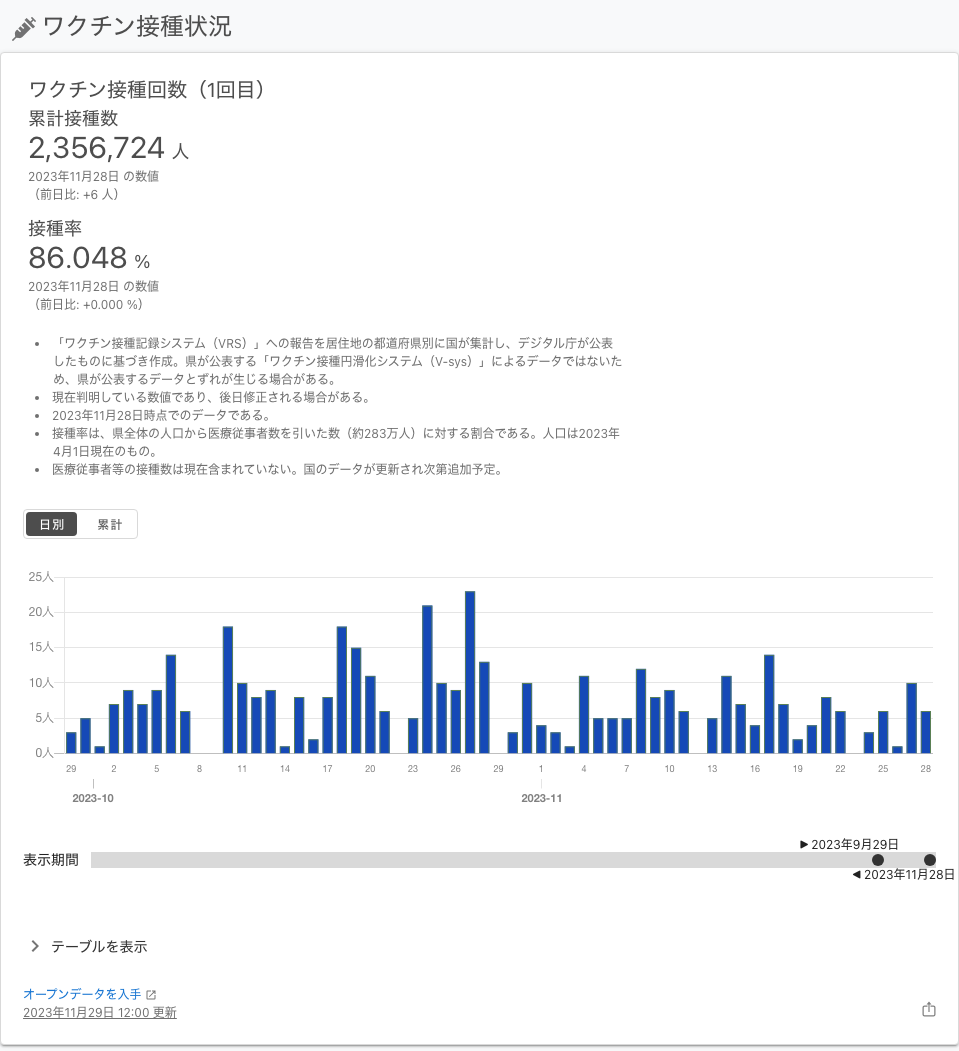 ワクチン接種状況
ワクチン接種回数（1回目）
累計接種数
2,356,724 人
2023年11月28日 の数値
（前日比: +6 人）
接種率
86.048 %
2023年11月28日 の数値
（前日比: +0.000 %）
• 「ワクチン接種記録システム（VRS）」への報告を居住地の都道府県別に国が集計し、デジタル庁が公表
したものに基づき作成。県が公表する「ワクチン接種円滑化システム（V-sys）」によるデータではないた
め、県が公表するデータとずれが生じる場合がある。
• 現在判明している数値であり、後日修正される場合がある。
• 2023年11月28日時点でのデータである。
• 接種率は、県全体の人口から医療従事者数を引いた数（約283万人）に対する割合である。人口は2023年
4月1日現在のもの。
• 医療従事者等の接種数は現在含まれていない。国のデータが更新され次第追加予定。
日別 累計
25人
20人
15人
10人
5人
0人
29 2 5 8 11 14 17 20 23 26 29 1 4 7 10 13 16 19 22 25 28
2023-10 2023-11
2023年9月29日
表示期間
2023年11月28日
テーブルを表示
オープンデータを入手
2023年11月29日 12:00 更新